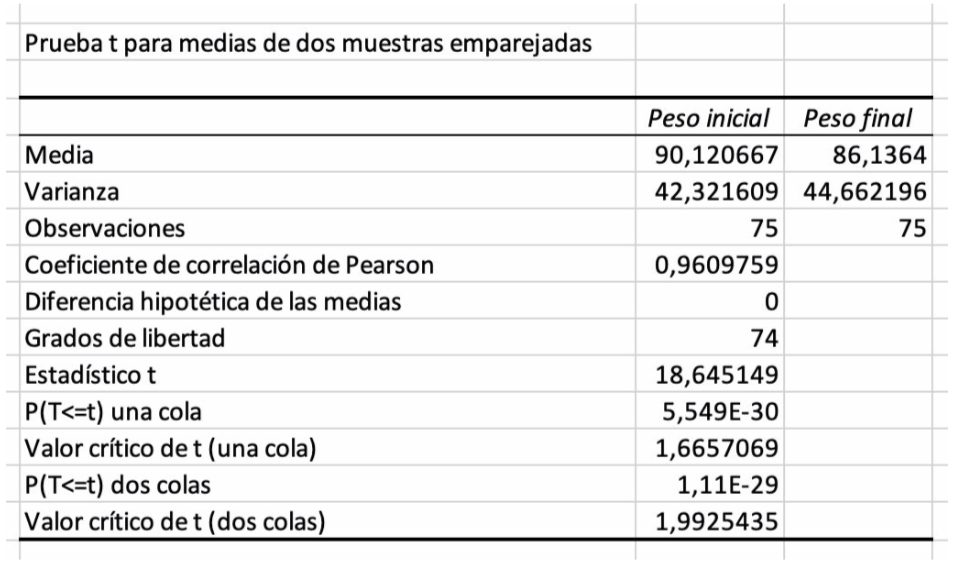 Prueba t para medias de dos muestras emparejadas
Peso inicial Peso final
Media 90,120667 86,1364
Varianza 42,321609 44,662196
Observaciones 75 75
Coeficiente de correlación de Pearson 0,9609759
Diferencia hipotética de las medias 0
Grados de libertad 74
Estadístico t 18,645149
P(T<=t) una cola 5,549E-30
Valor crítico de t (una cola) 1,6657069
P(T<=t) dos colas 1,11E-29
Valor crítico de t (dos colas) 1,9925435